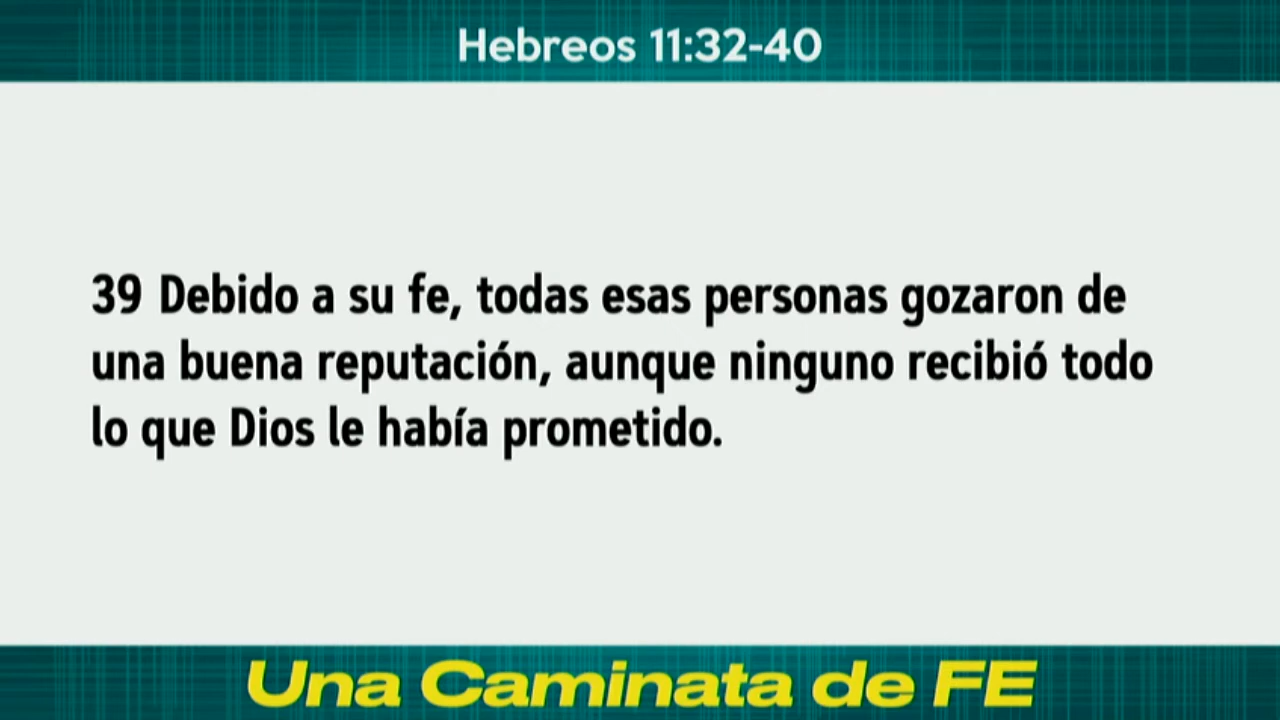 Hebreos 11:32-40
39 Debido a su fe, todas esas personas gozaron de
una buena reputación, aunque ninguno recibió todo
lo que Dios le había prometido.
Una Caminata de FE